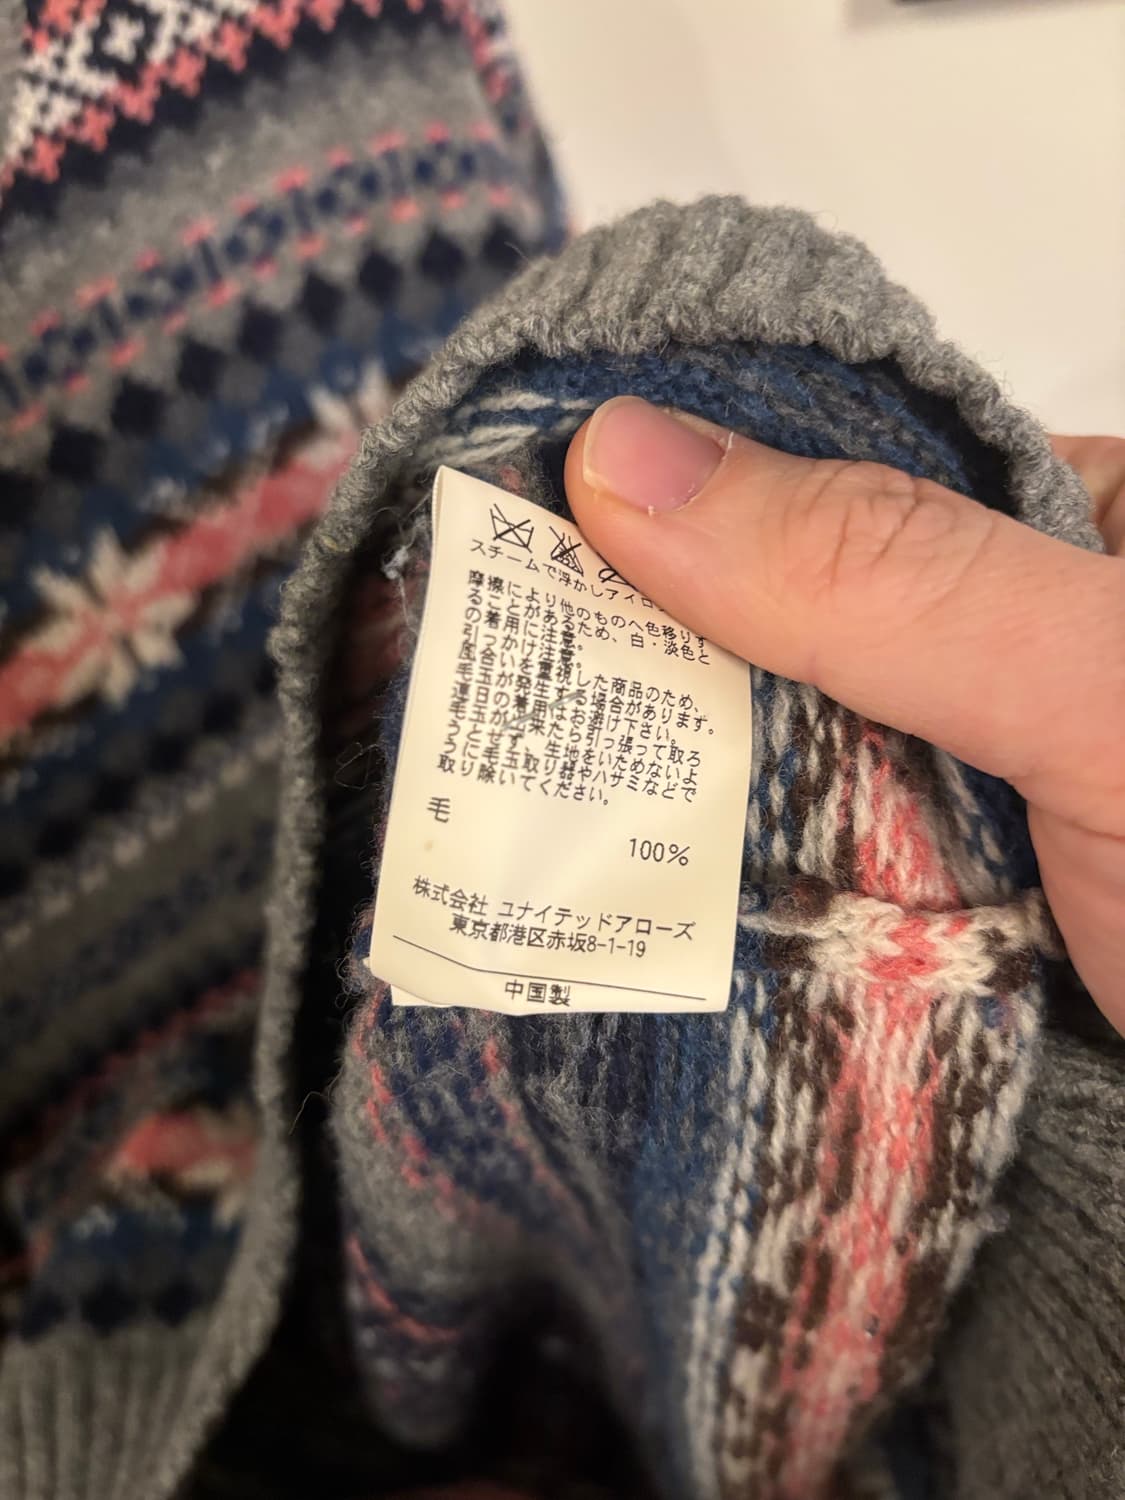 スチームで浮かしアイロ
摩擦により他のものへ色移りす
ることがあるため、白・淡色と
のご着用に注意。
引っかけに注意。
風合いを重視した商品のため、
毛玉が発生する場合があります。
連日の着用はお避け下さい。
毛玉が出来たら引っ張って取ろ
うとせず、生地をいためないよ
うに毛玉取り器やハサミなどで
取り除いてください。
毛
100%
株式会社 ユナイテッドアローズ
東京都港区赤坂8-1-19
中国製